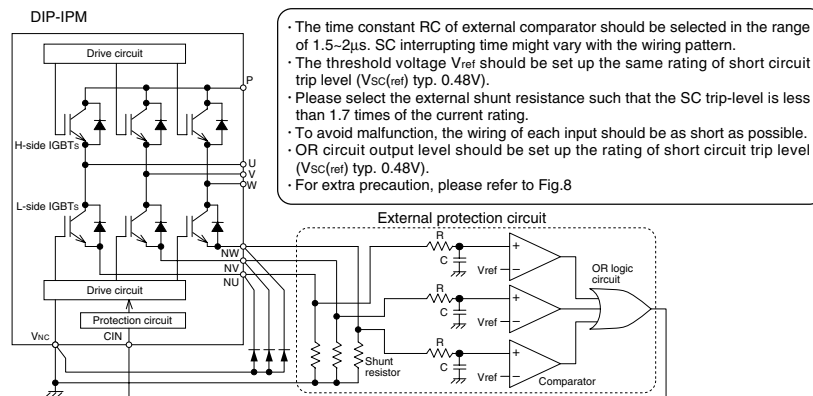 DIP-IPM
Drive circuit
P
H-side IGBTs
U
V
W
L-side IGBTs
NW
NV
NU
Drive circuit
Protection circuit
VNC
CIN
· The time constant RC of external comparator should be selected in the range
of 1.5~2μs. SC interrupting time might vary with the wiring pattern.
· The threshold voltage Vref should be set up the same rating of short circuit
trip level (VSC(ref) typ. 0.48V).
· Please select the external shunt resistance such that the SC trip-level is less
than 1.7 times of the current rating.
· To avoid malfunction, the wiring of each input should be as short as possible.
· OR circuit output level should be set up the rating of short circuit trip level
(VSC(ref) typ. 0.48V).
· For extra precaution, please refer to Fig.8
External protection circuit
R
C
Vref
+
−
R
C
Vref
+
−
R
C
Vref
+
−
OR logic
circuit
Shunt
resistor
Comparator